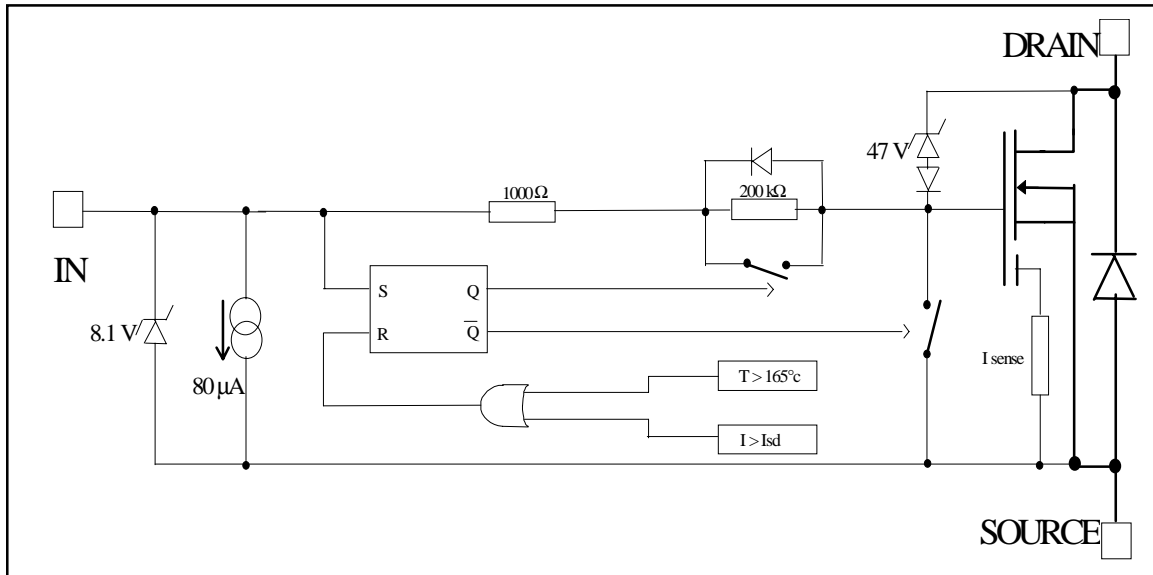 DRAIN
47 V
1000 Ω
200 kΩ
IN
S
Q
8.1 V
R
Q̅
80 µA
I sense
T > 165°c
I > Isd
SOURCE